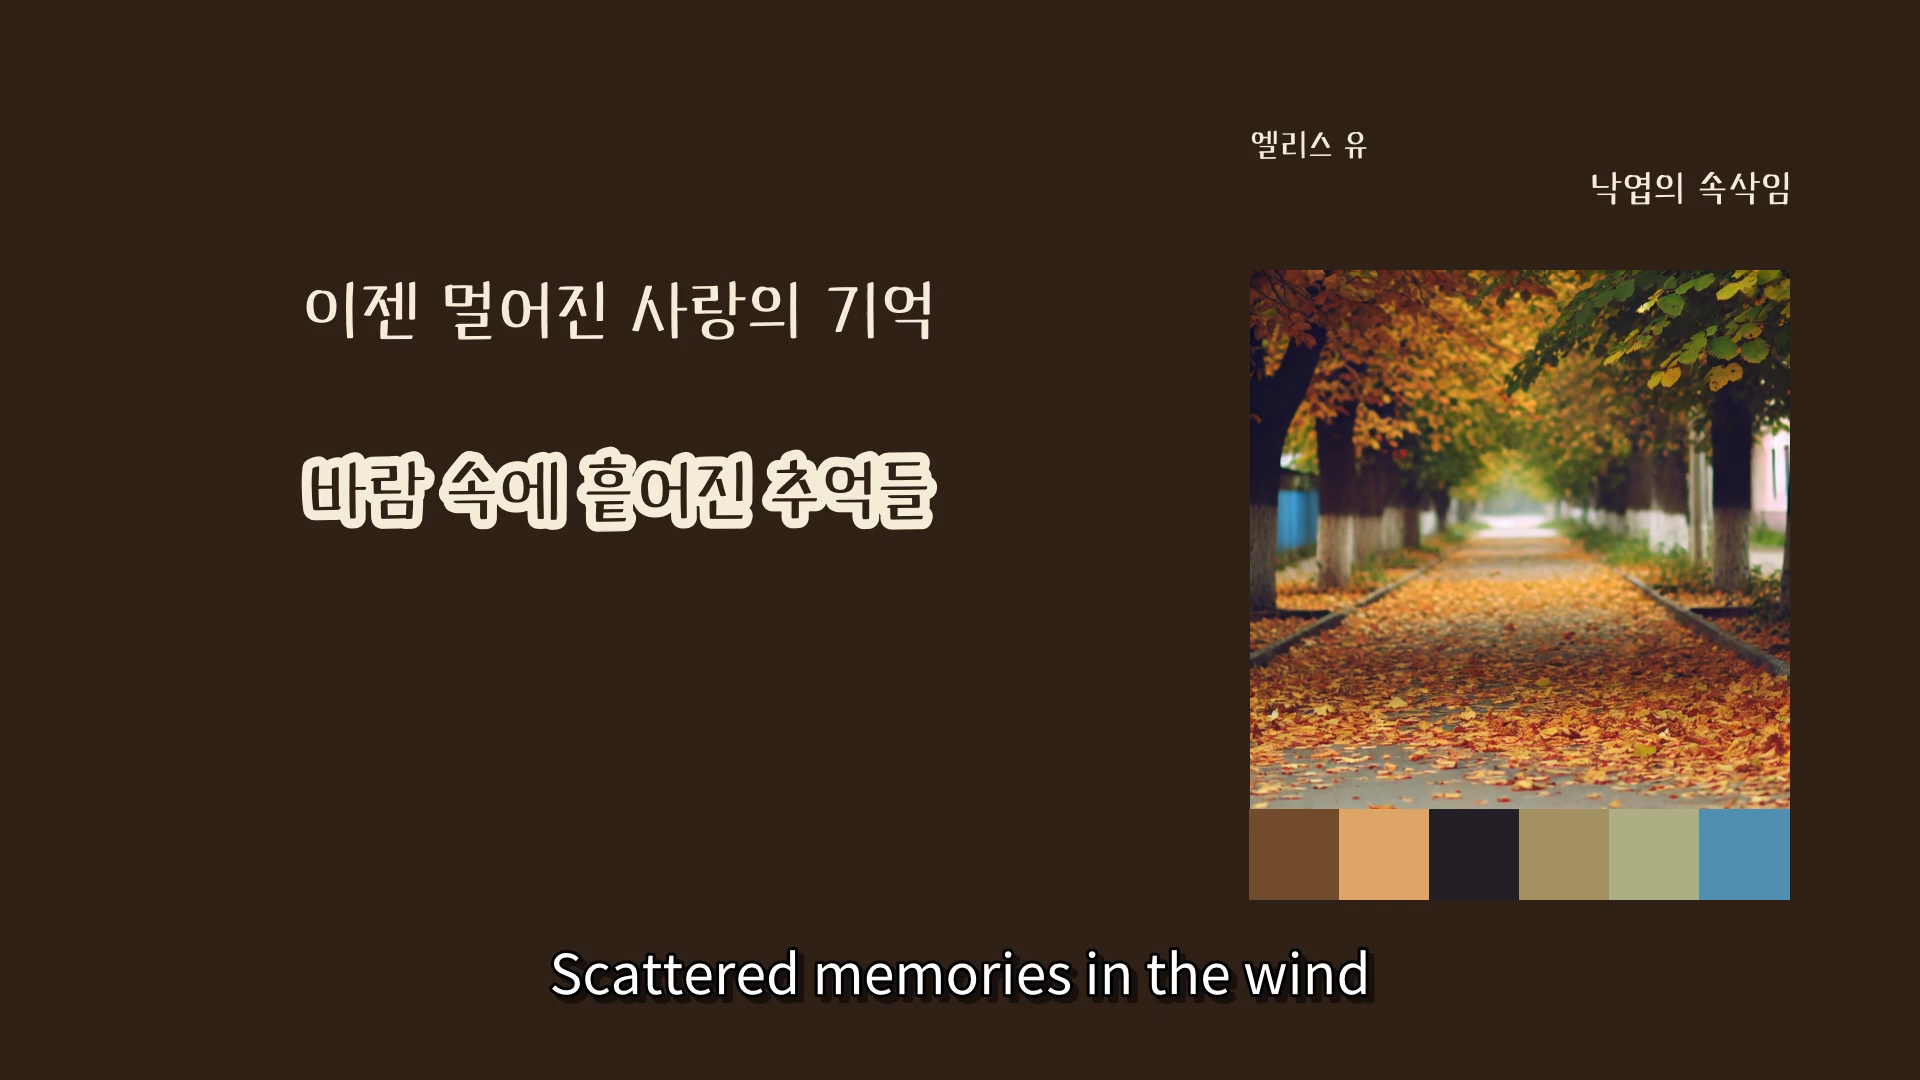 엘리스 유
낙엽의 속삭임
이젠 멀어진 사랑의 기억
바람 속에 흩어진 추억들
Scattered memories in the wind